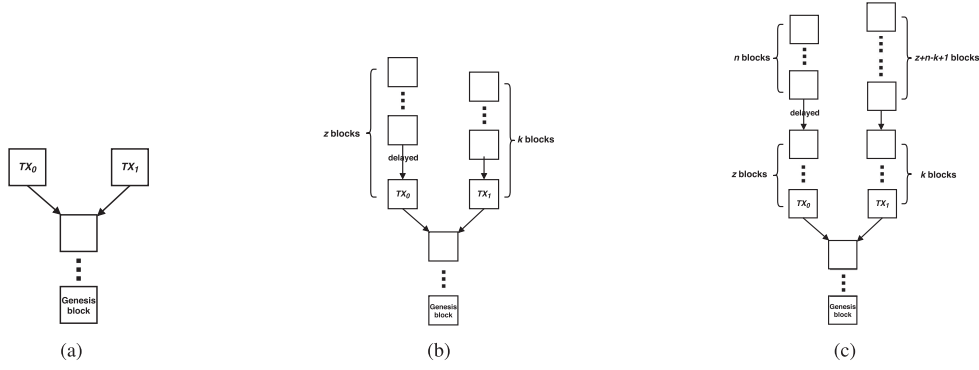 TX0
TX1
Genesis
block
(a)
z blocks
delayed
k blocks
TX0
TX1
Genesis
block
(b)
n blocks
z+n-k+1 blocks
delayed
z blocks
k blocks
TX0
TX1
Genesis
block
(c)